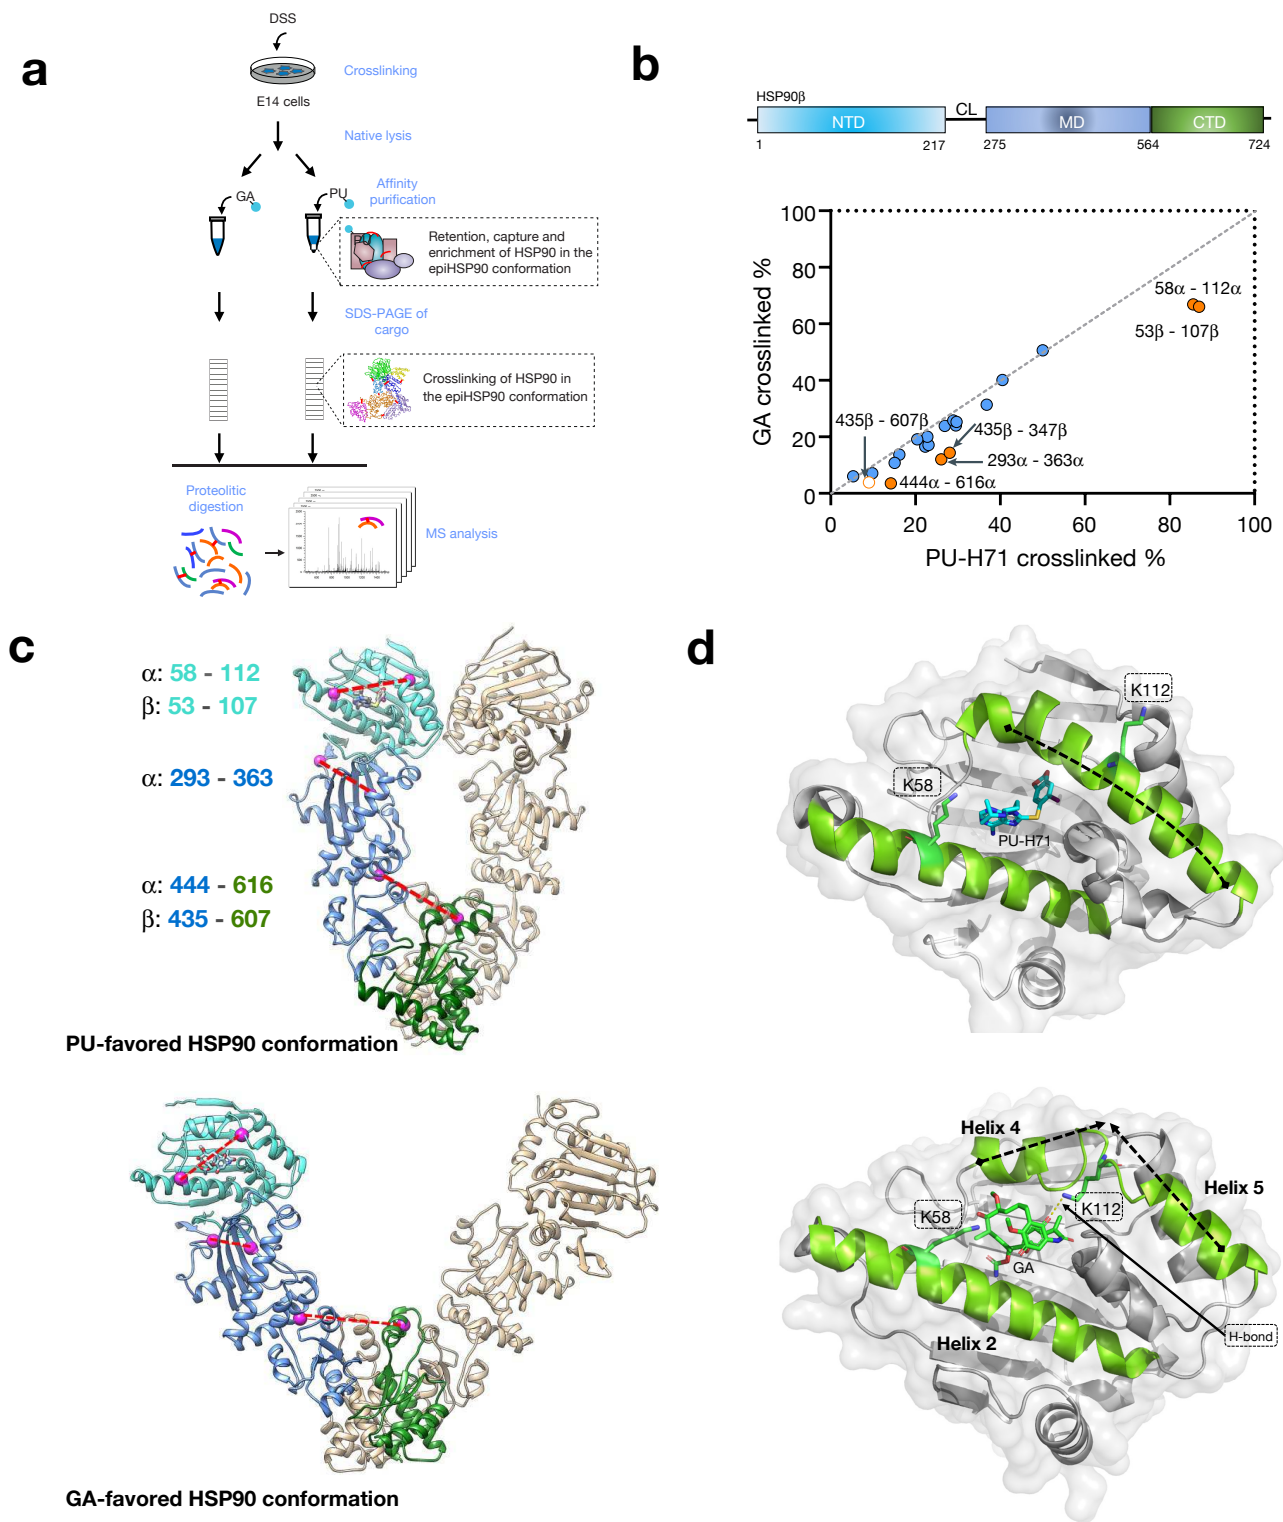 a
DSS
Crosslinking
E14 cells
Native lysis
GA
PU
Affinity
purification
PU
Retention, capture and
enrichment of HSP90 in the
epiHSP90 conformation
SDS-PAGE of
cargo
Crosslinking of HSP90 in
the epiHSP90 conformation
Proteolitic
digestion
MS analysis
b
HSP90β
CL
NTD
MD
CTD
1
217
275
564
724
GA crosslinked %
100
80
60
40
20
0
58α - 112α
53β - 107β
435β - 607β
435β - 347β
293α - 363α
444α - 616α
0
20
40
60
80
100
PU-H71 crosslinked %
c
α: 58 - 112
β: 53 - 107
α: 293 - 363
α: 444 - 616
β: 435 - 607
PU-favored HSP90 conformation
GA-favored HSP90 conformation
d
K112
K58
PU-H71
Helix 4
Helix 5
K58
K112
GA
H-bond
Helix 2